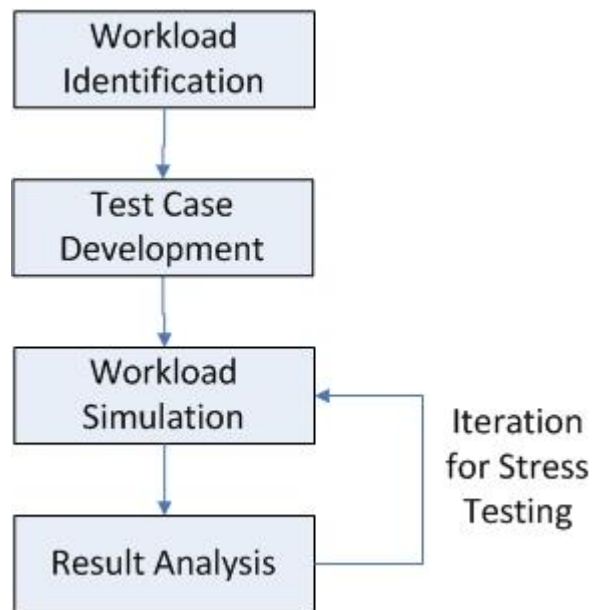 Workload
Identification
Test Case
Development
Workload
Simulation
Iteration
for Stress
Testing
Result Analysis